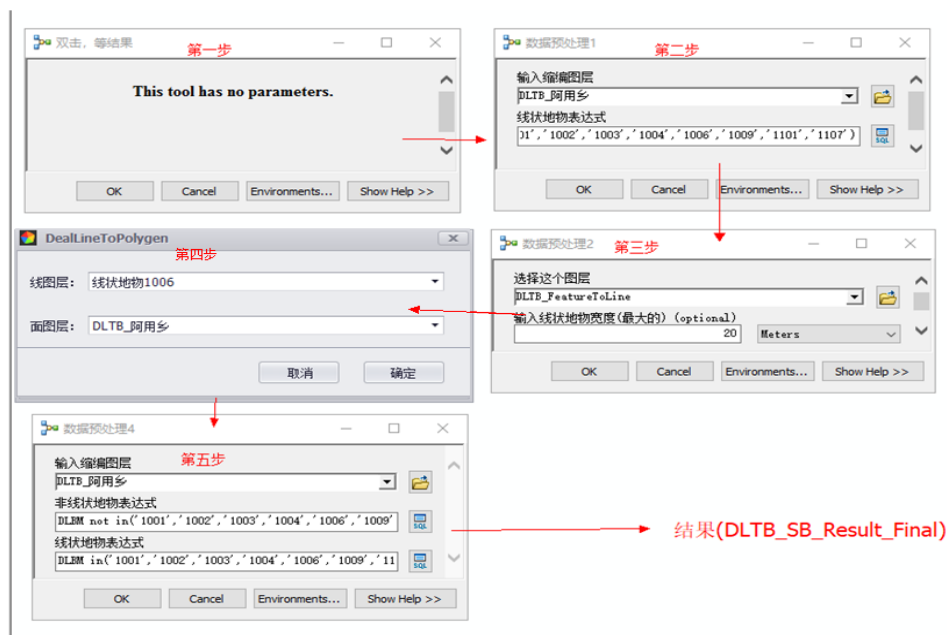 双击，等结果
第一步
This tool has no parameters.
OK
Cancel
Environments...
Show Help >>
数据预处理1
第二步
输入缩编图层
DLTB_阿用乡
线状地物表达式
01','1002','1003','1004','1006','1009','1101','1107')
SQL
OK
Cancel
Environments...
Show Help >>
数据预处理2
第三步
选择这个图层
DLTB_FeatureToLine
输入线状地物宽度(最大的) (optional)
20
Meters
OK
Cancel
Environments...
Show Help >>
DealLineToPolygen
第四步
线图层：
线状地物1006
面图层：
DLTB_阿用乡
取消
确定
数据预处理4
第五步
输入缩编图层
DLTB_阿用乡
非线状地物表达式
DLBM not in('1001','1002','1003','1004','1006','1009'
SQL
线状地物表达式
DLBM in('1001','1002','1003','1004','1006','1009','11
SQL
OK
Cancel
Environments...
Show Help >>
结果(DLTB_SB_Result_Final)